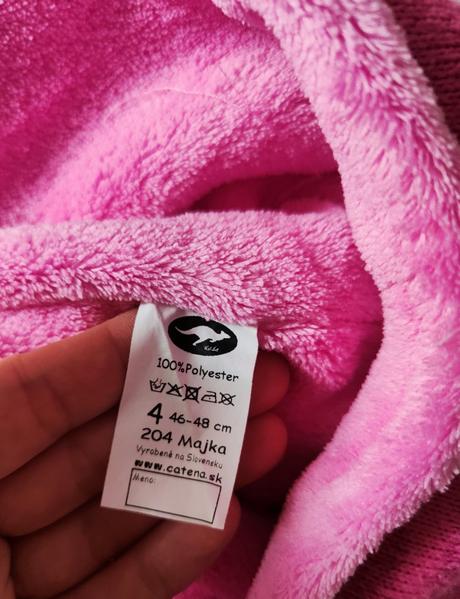 100%Polyester
4 46-48 cm
204 Majka
Vyrobené na Slovensku
www.catena.sk
Meno: